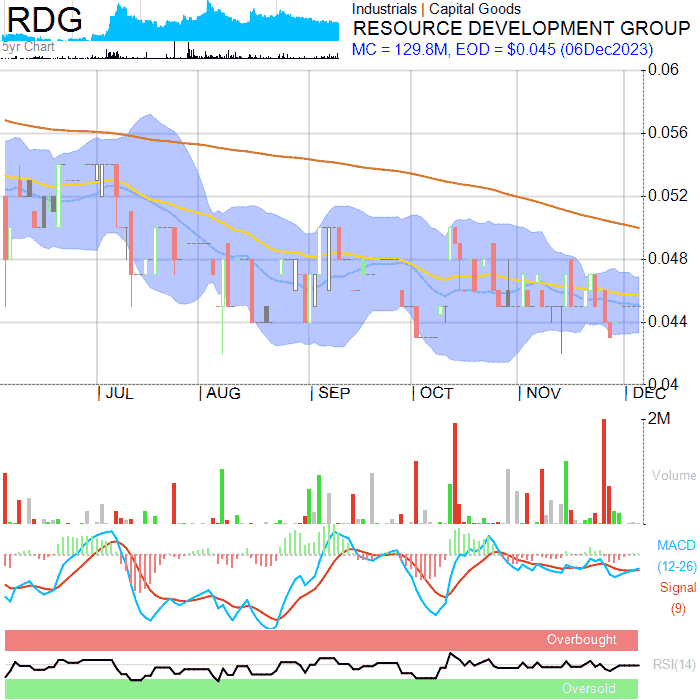 RDG
5yr Chart
Industrials | Capital Goods
RESOURCE DEVELOPMENT GROUP
MC = 129.8M, EOD = $0.045 (06Dec2023)
0.06
0.056
0.052
0.048
0.044
0.04
| JUL | AUG | SEP | OCT | NOV | DEC
2M
Volume
MACD
(12-26)
Signal
(9)
Overbought
RSI(14)
Oversold